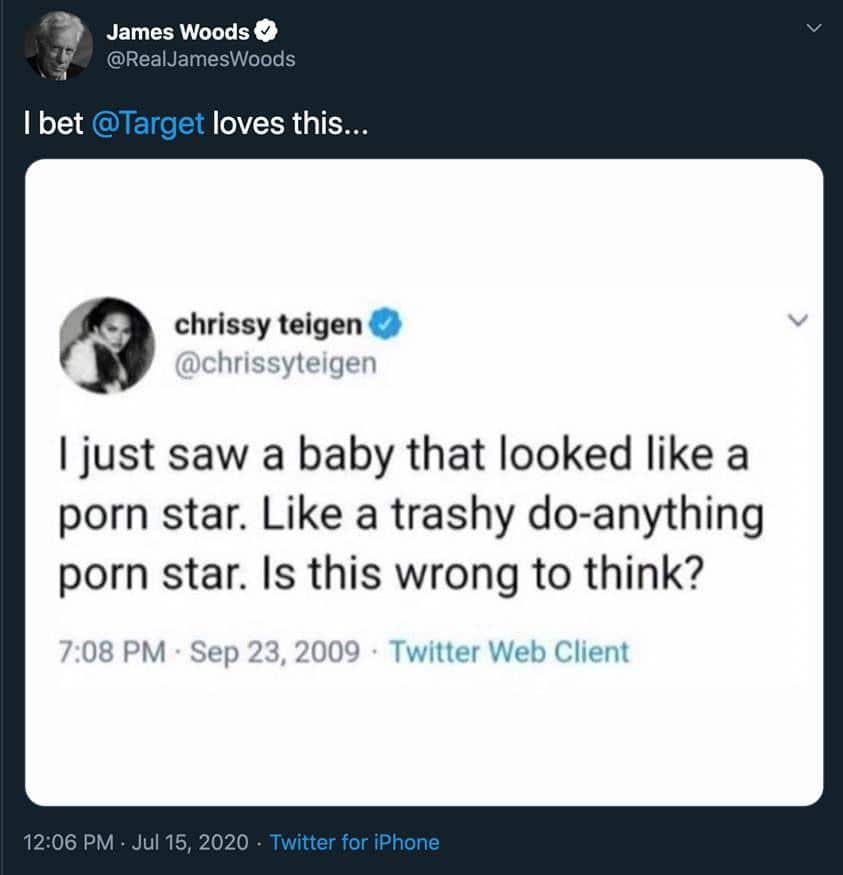 James Woods
@RealJamesWoods
I bet @Target loves this...
chrissy teigen
@chrissyteigen
I just saw a baby that looked like a
porn star. Like a trashy do-anything
porn star. Is this wrong to think?
7:08 PM · Sep 23, 2009 · Twitter Web Client
12:06 PM · Jul 15, 2020 · Twitter for iPhone